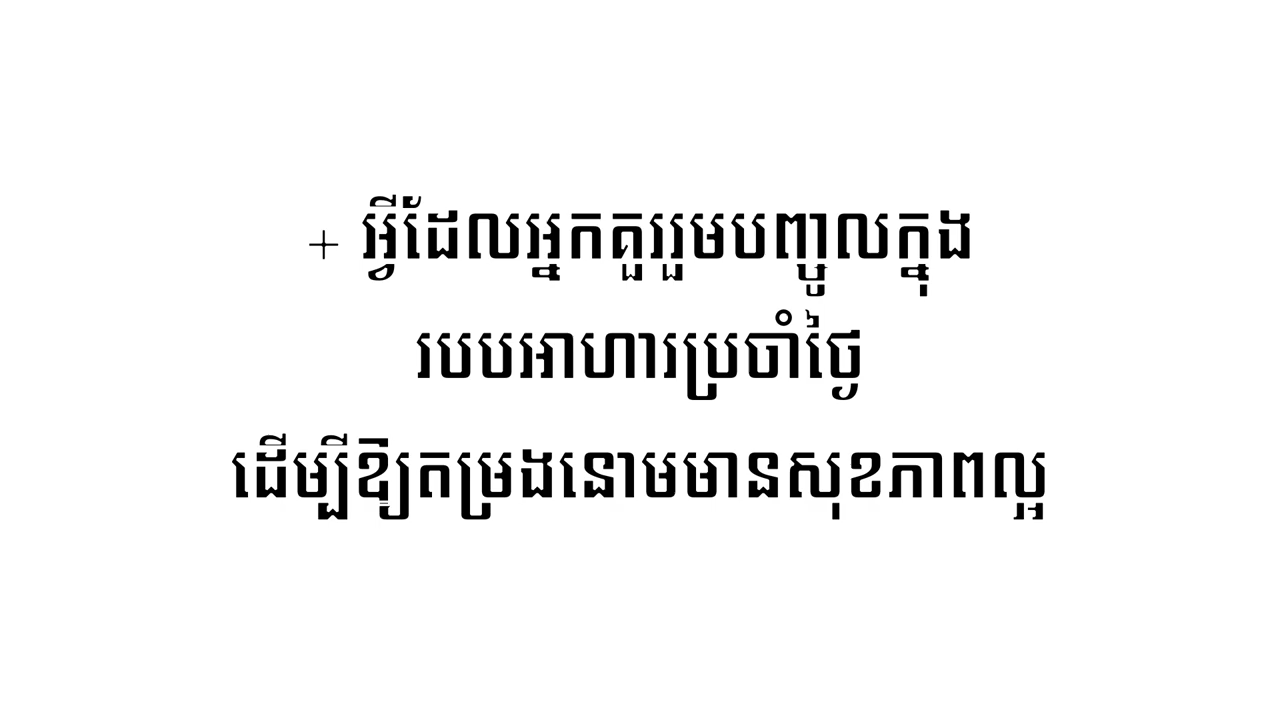 + អ្វីដែលអ្នកគួររួមបញ្ចូលក្នុង
របបអាហារប្រចាំថ្ងៃ
ដើម្បីឱ្យតម្រងនោមមានសុខភាពល្អ